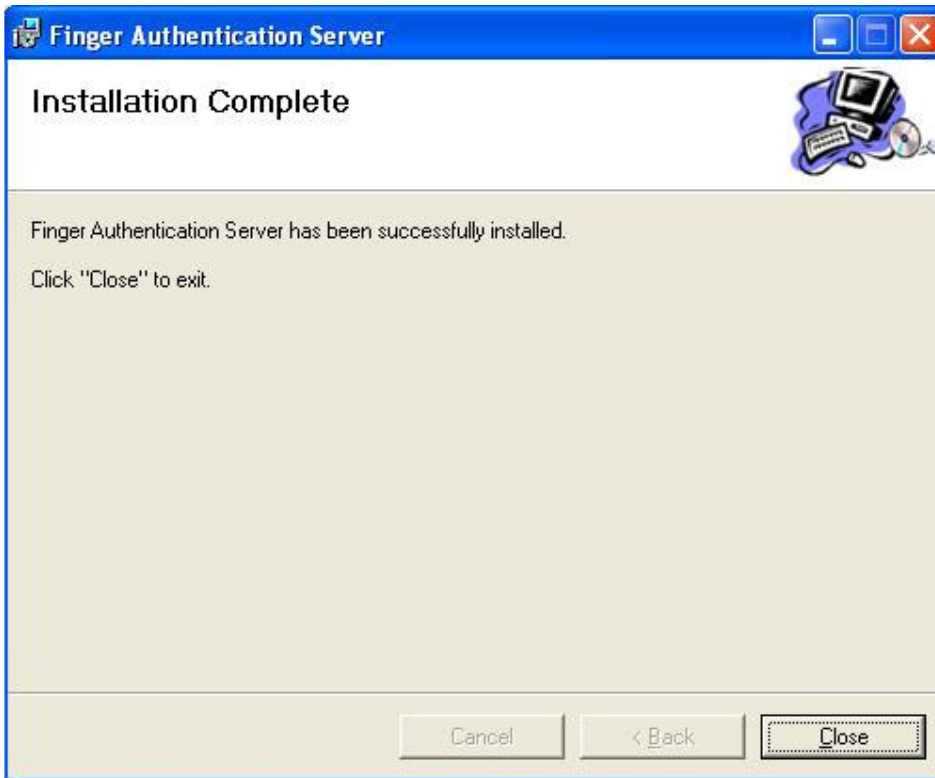 Finger Authentication Server
Installation Complete
Finger Authentication Server has been successfully installed.
Click "Close" to exit.
Cancel
< Back
Close